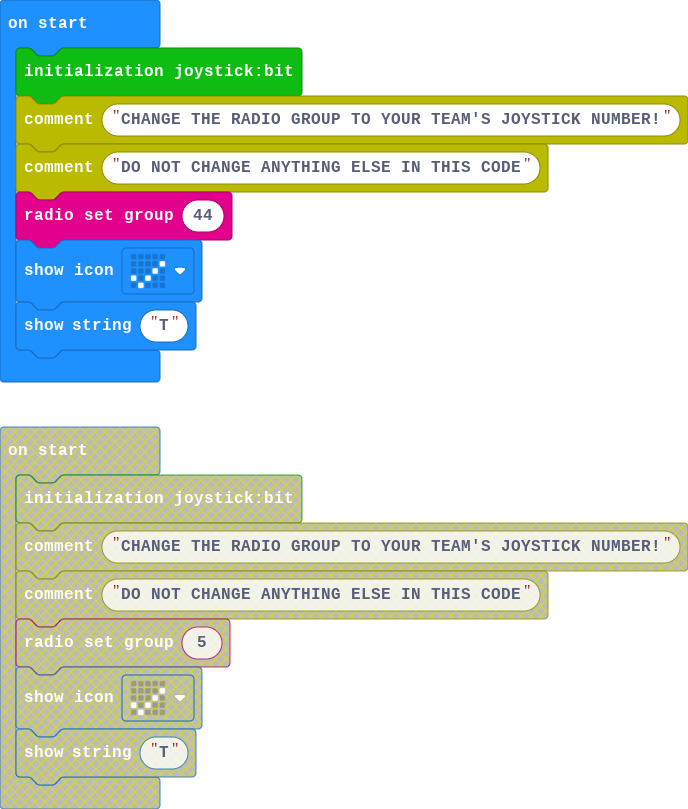 on start
initialization joystick:bit
comment "CHANGE THE RADIO GROUP TO YOUR TEAM'S JOYSTICK NUMBER!"
comment "DO NOT CHANGE ANYTHING ELSE IN THIS CODE"
radio set group 44
show icon
show string "T"
on start
initialization joystick:bit
comment "CHANGE THE RADIO GROUP TO YOUR TEAM'S JOYSTICK NUMBER!"
comment "DO NOT CHANGE ANYTHING ELSE IN THIS CODE"
radio set group 5
show icon
show string "T"